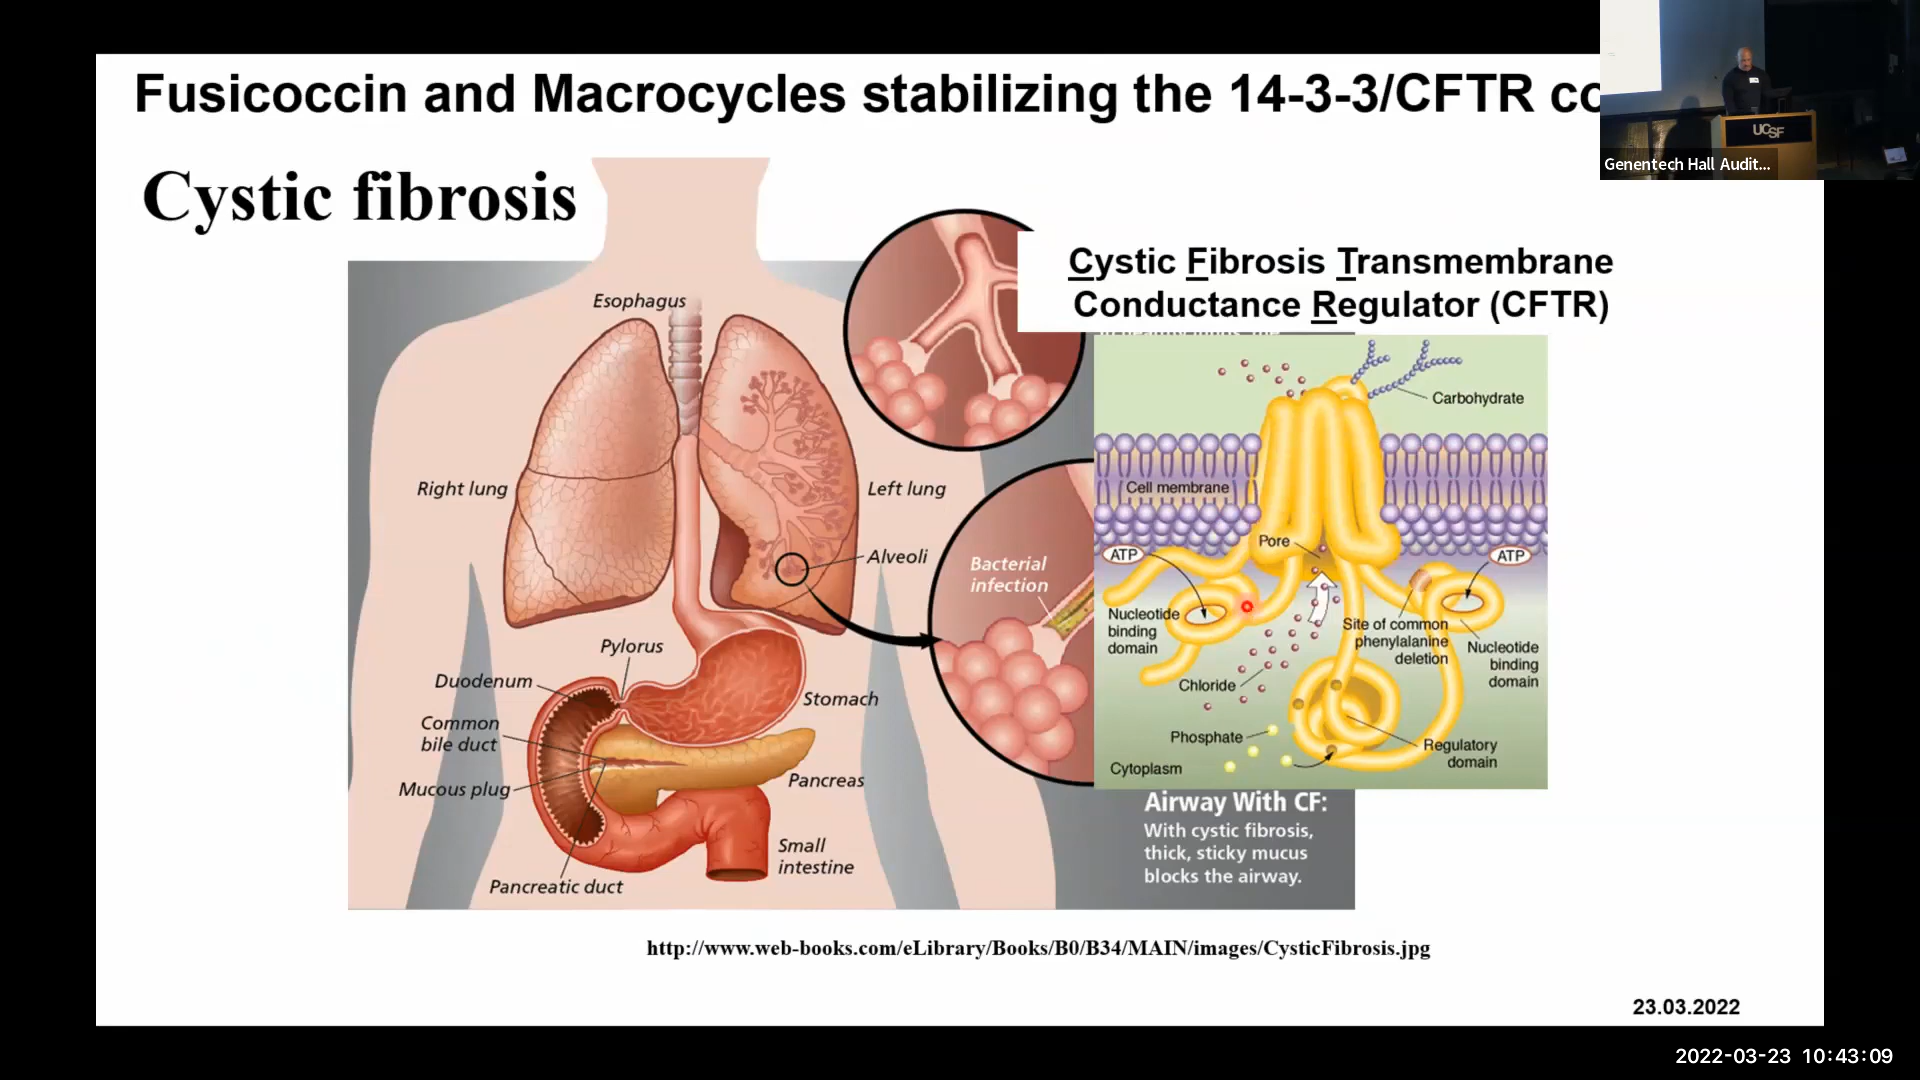 Fusicoccin and Macrocycles stabilizing the 14-3-3/CFTR co
UCSF
Genentech Hall Audit...
Cystic fibrosis
Cystic Fibrosis Transmembrane
Conductance Regulator (CFTR)
Esophagus
Right lung
Left lung
Alveoli
Bacterial
infection
Pylorus
Duodenum
Common
bile duct
Mucous plug
Pancreatic duct
Stomach
Pancreas
Small
intestine
Carbohydrate
Cell membrane
Pore
ATP
ATP
Nucleotide
binding
domain
Site of common
phenylalanine
deletion
Nucleotide
binding
domain
Chloride
Phosphate
Regulatory
domain
Cytoplasm
Airway With CF:
With cystic fibrosis,
thick, sticky mucus
blocks the airway.
http://www.web-books.com/eLibrary/Books/B0/B34/MAIN/images/CysticFibrosis.jpg
23.03.2022
2022-03-23 10:43:09